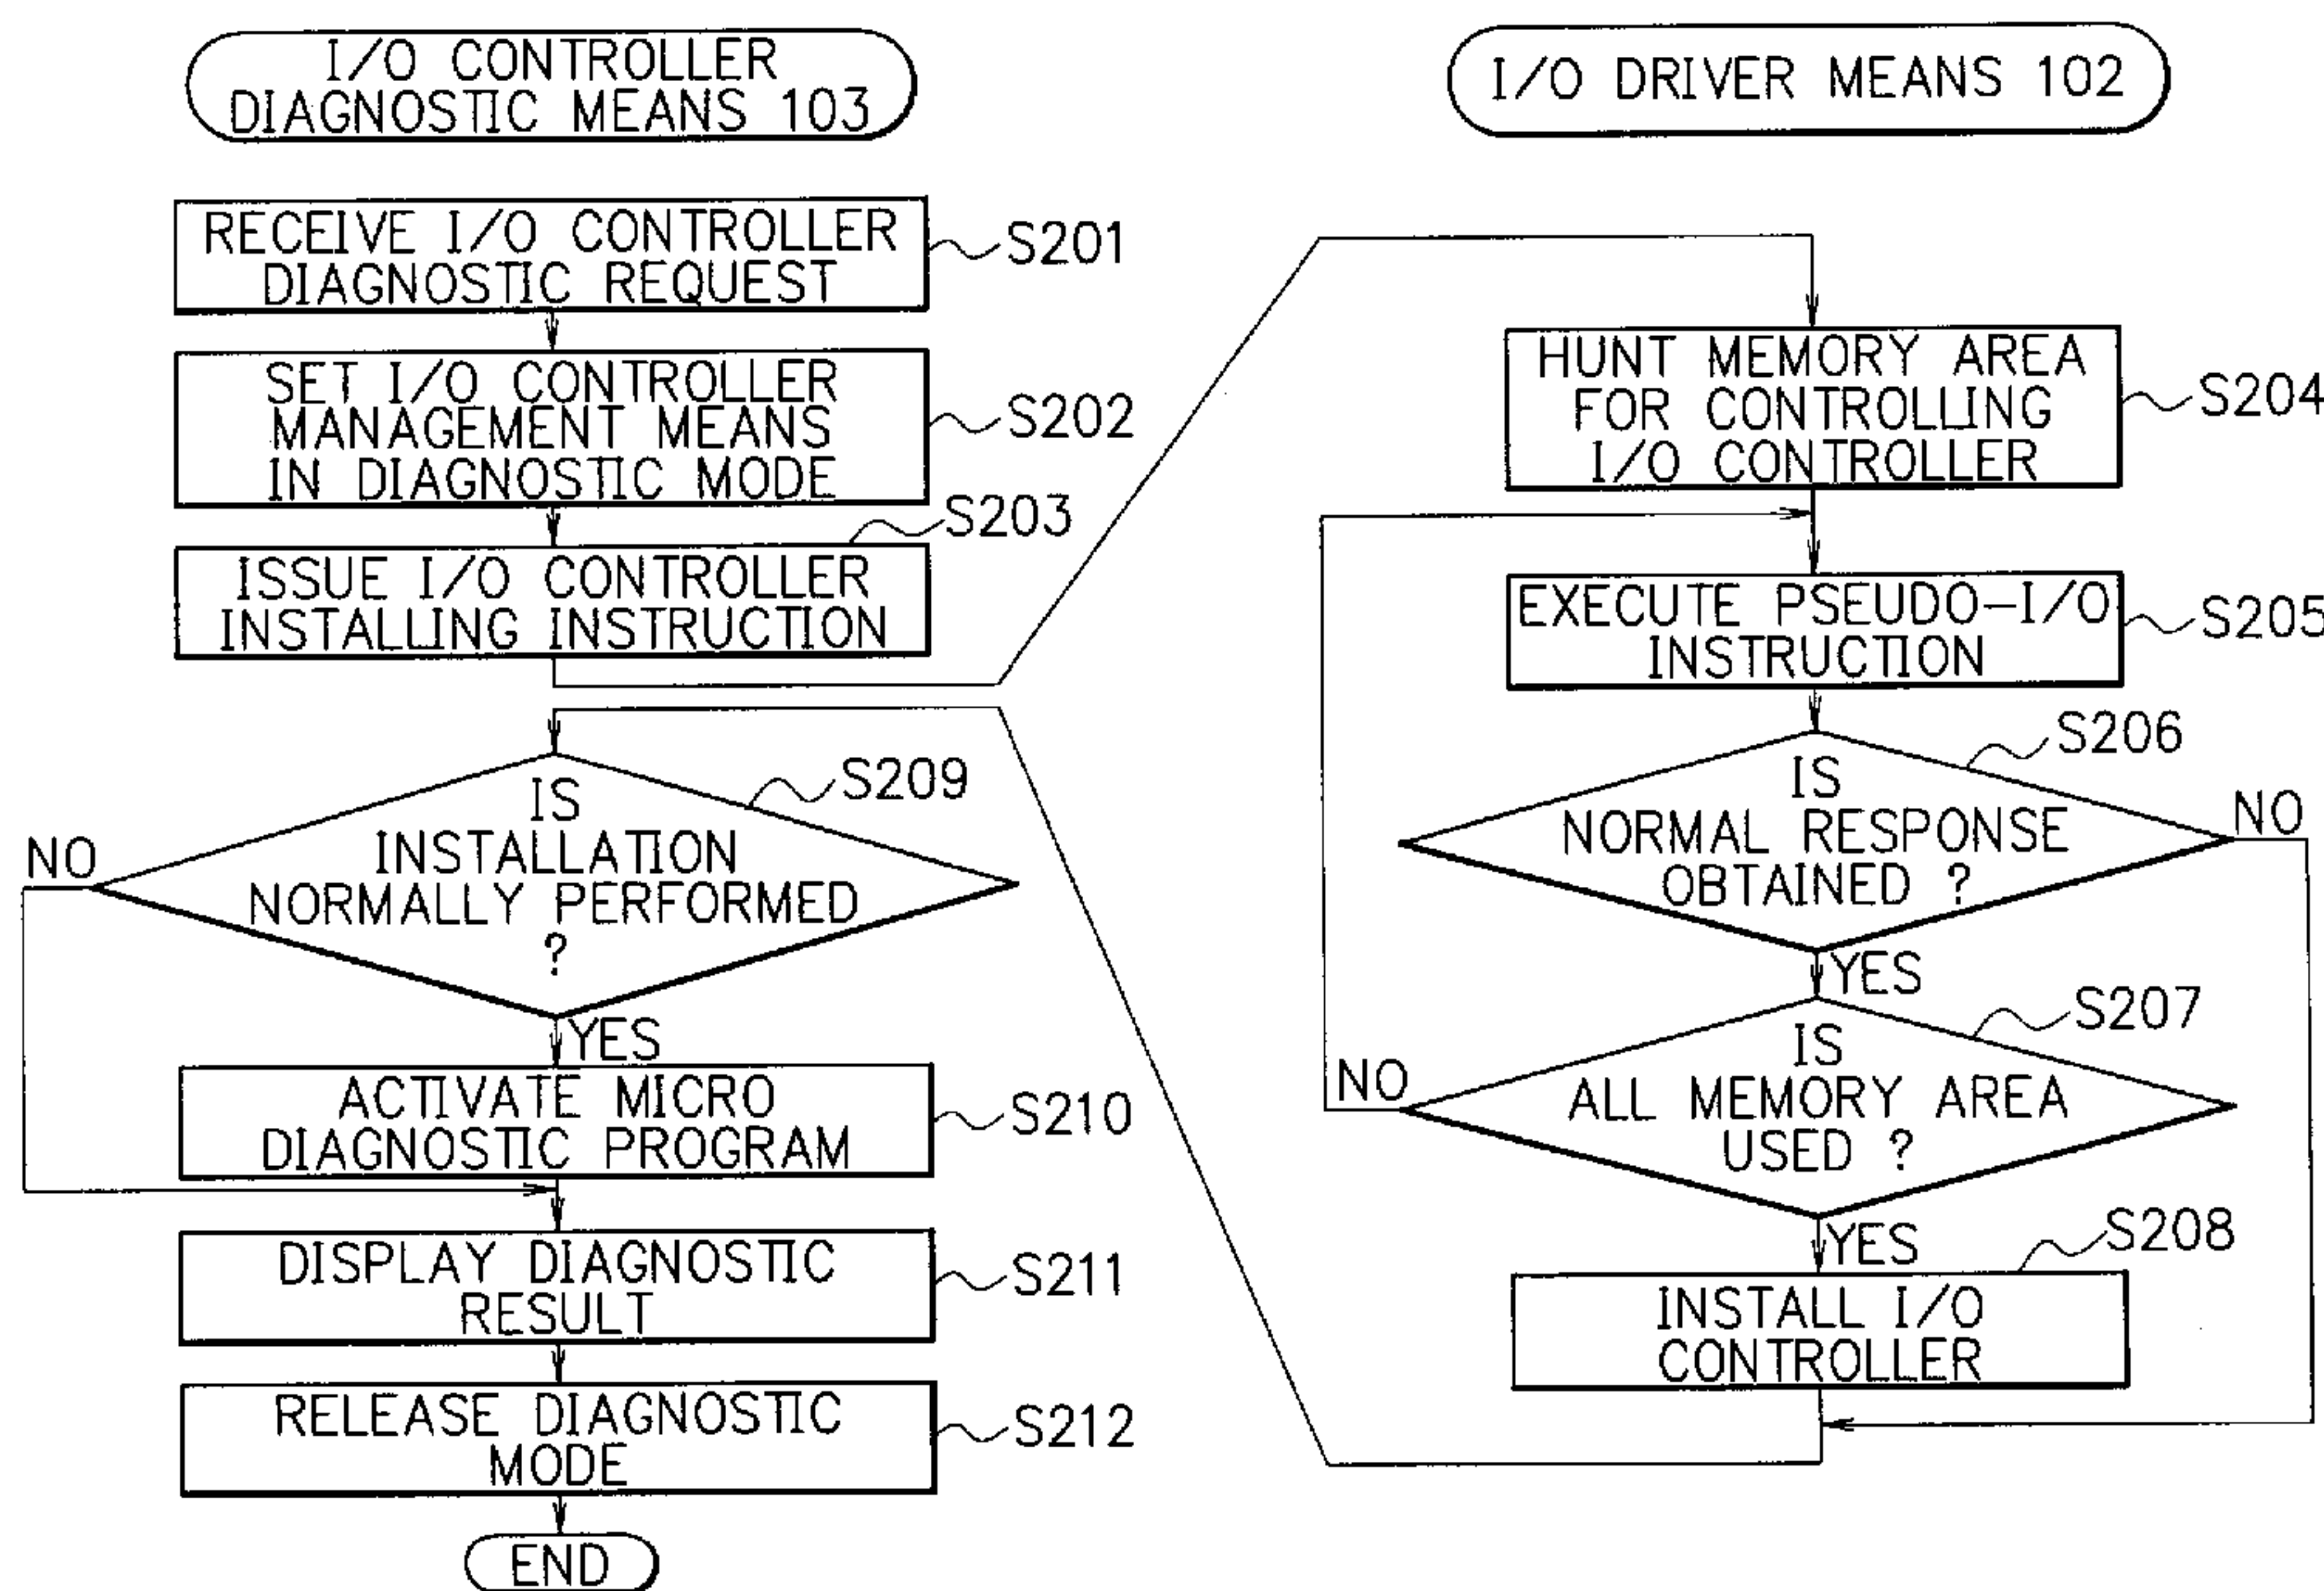 I/O CONTROLLER
DIAGNOSTIC MEANS 103
RECEIVE I/O CONTROLLER
DIAGNOSTIC REQUEST
S201
SET I/O CONTROLLER
MANAGEMENT MEANS
IN DIAGNOSTIC MODE
S202
S203
ISSUE I/O CONTROLLER
INSTALLING INSTRUCTION
I/O DRIVER MEANS 102
HUNT MEMORY AREA
FOR CONTROLLING
I/O CONTROLLER
S204
EXECUTE PSEUDO-I/O
INSTRUCTION
S205
S206
IS
NORMAL RESPONSE
OBTAINED ?
NO
YES
S207
IS
ALL MEMORY AREA
USED ?
NO
YES
S208
INSTALL I/O
CONTROLLER
S209
IS
INSTALLATION
NORMALLY PERFORMED
?
NO
YES
ACTIVATE MICRO
DIAGNOSTIC PROGRAM
S210
DISPLAY DIAGNOSTIC
RESULT
S211
RELEASE DIAGNOSTIC
MODE
S212
END